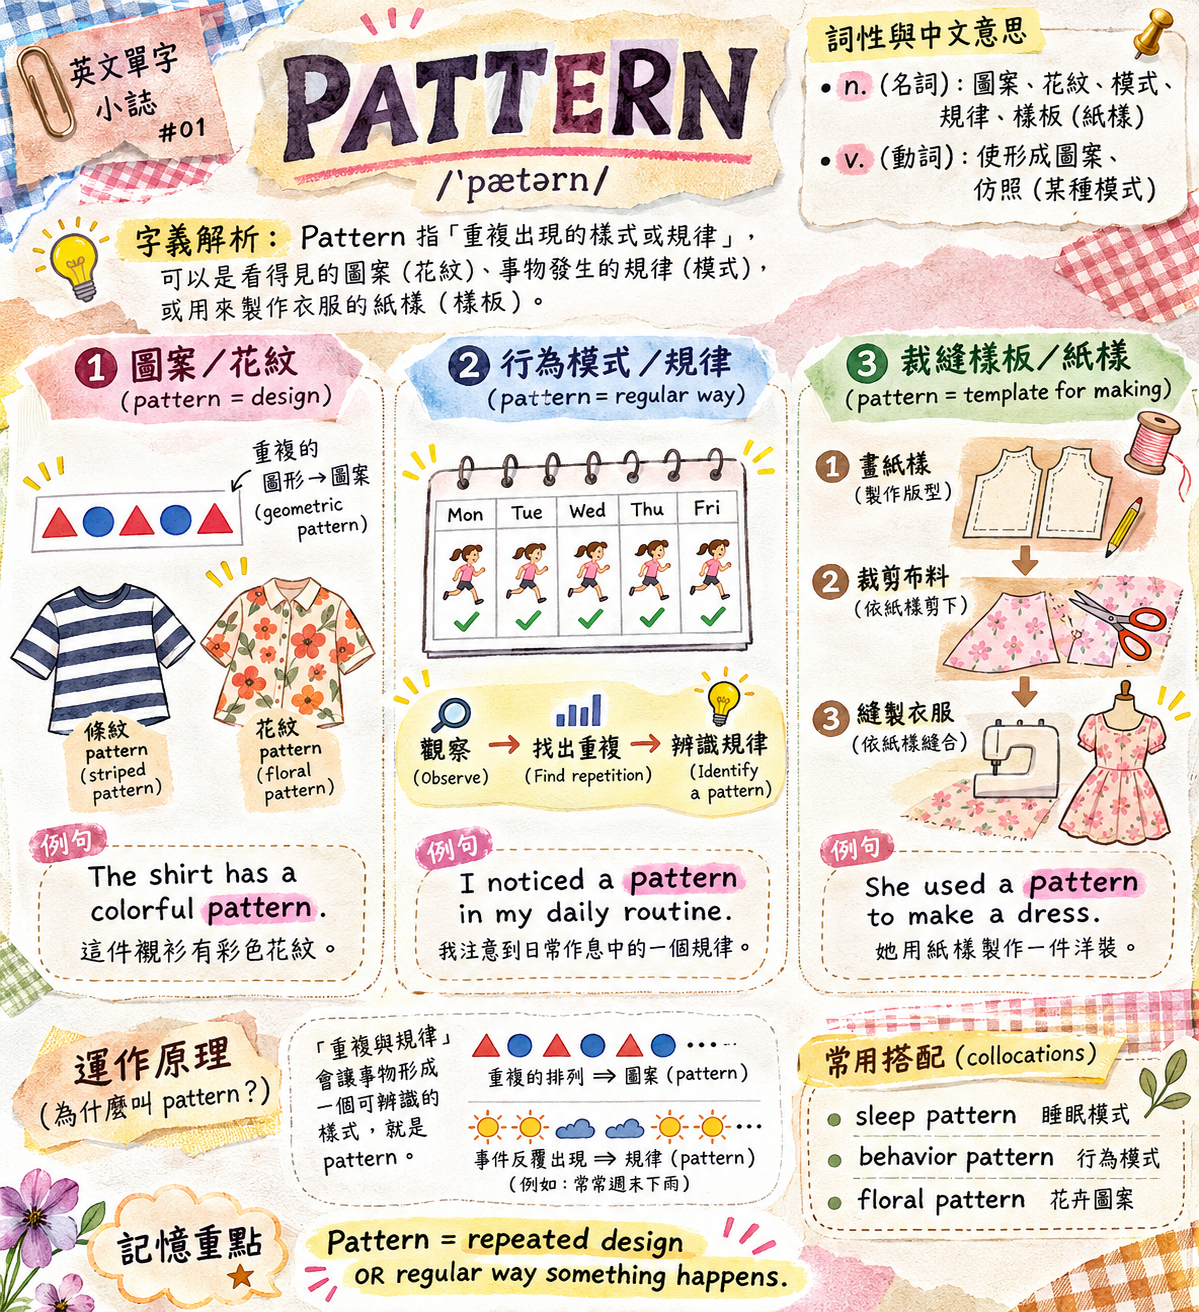 英文單字
小誌
#01
PATTERN
/ˈpætərn/
詞性與中文意思
• n. (名詞)：圖案、花紋、模式、
規律、樣板 (紙樣)
• v. (動詞)：使形成圖案、
仿照 (某種模式)
字義解析： Pattern 指「重複出現的樣式或規律」，
可以是看得見的圖案 (花紋)、事物發生的規律 (模式)，
或用來製作衣服的紙樣 (樣板)。
1 圖案／花紋
(pattern = design)
重複的
圖形→圖案
(geometric
pattern)
條紋
pattern
(striped
pattern)
花紋
pattern
(floral
pattern)
例句
The shirt has a
colorful pattern.
這件襯衫有彩色花紋。
2 行為模式／規律
(pattern = regular way)
Mon Tue Wed Thu Fri
觀察 → 找出重複 → 辨識規律
(Observe) (Find repetition) (Identify
a pattern)
例句
I noticed a pattern
in my daily routine.
我注意到日常作息中的一個規律。
3 裁縫樣板／紙樣
(pattern = template for making)
1 畫紙樣
(製作版型)
2 裁剪布料
(依紙樣剪下)
3 縫製衣服
(依紙樣縫合)
例句
She used a pattern
to make a dress.
她用紙樣製作一件洋裝。
運作原理
(為什麼叫 pattern？)
「重複與規律」
會讓事物形成
一個可辨識的
樣式，就是
pattern。
重複的排列 ⇒ 圖案 (pattern)
事件反覆出現 ⇒ 規律 (pattern)
(例如：常常週末下雨)
常用搭配 (collocations)
sleep pattern 睡眠模式
behavior pattern 行為模式
floral pattern 花卉圖案
記憶重點
Pattern = repeated design
OR regular way something happens.